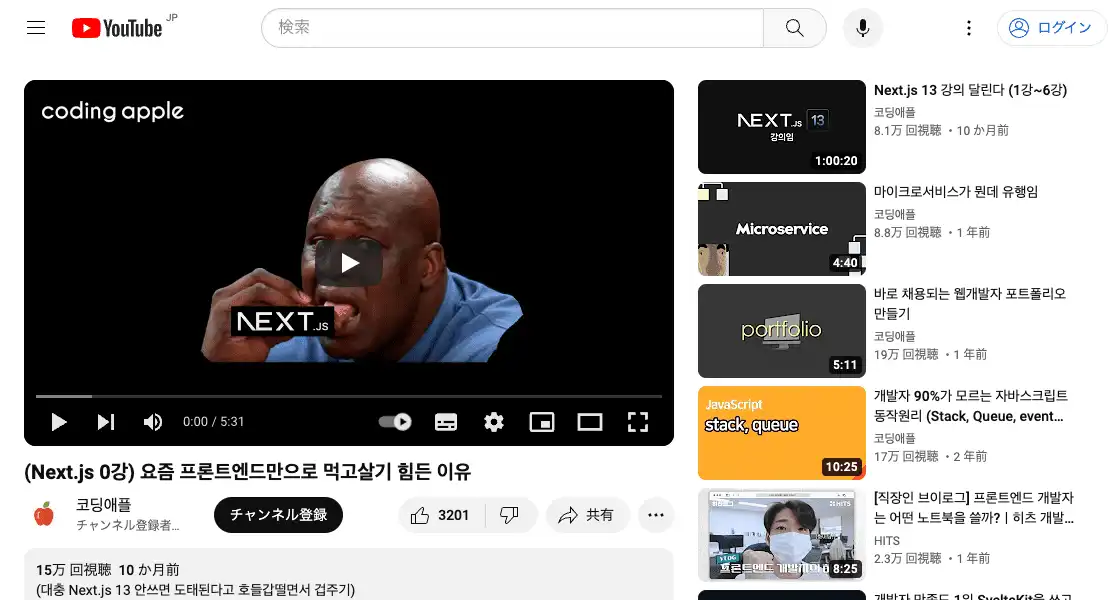 YouTube JP
検索
ログイン
coding apple
NEXT.JS
0:00 / 5:31
(Next.js 0강) 요즘 프론트엔드만으로 먹고살기 힘든 이유
코딩애플
チャンネル登録者…
チャンネル登録
3201
共有
15万 回視聴 10 か月前
(대충 Next.js 13 안쓰면 도태된다고 호들갑떨면서 겁주기)
NEXT.JS 13
강의임
1:00:20
Next.js 13 강의 달린다 (1강~6강)
코딩애플
8.1万 回視聴 ・10 か月前
Microservice
4:40
마이크로서비스가 뭔데 유행임
코딩애플
8.8万 回視聴 ・1 年前
portfolio
5:11
바로 채용되는 웹개발자 포트폴리오
만들기
코딩애플
19万 回視聴 ・1 年前
JavaScript
stack, queue
10:25
개발자 90%가 모르는 자바스크립트
동작원리 (Stack, Queue, event…
코딩애플
17万 回視聴 ・2 年前
HITS
VLOG
프론트엔드 개발자의
8:25
[직장인 브이로그] 프론트엔드 개발자
는 어떤 노트북을 쓸까? | 히츠 개발…
HITS
2.3万 回視聴 ・1 年前
개발자 만족도 1위 SvelteKit을 쓰고